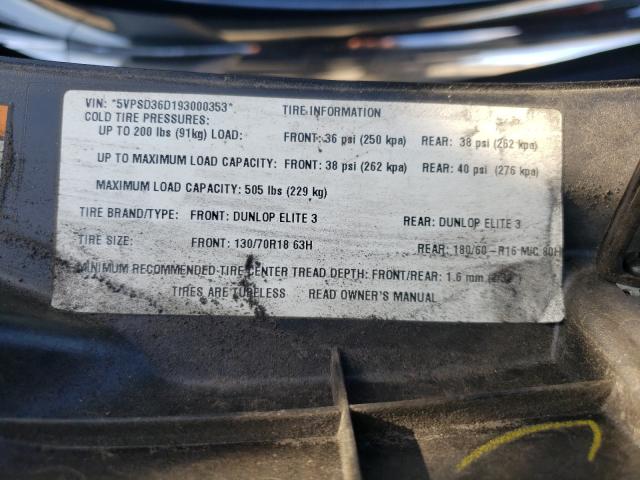 VIN: *5VPSD36D193000353* TIRE INFORMATION
COLD TIRE PRESSURES:
UP TO 200 lbs (91kg) LOAD: FRONT: 36 psi (250 kpa) REAR: 38 psi (262 kpa)
UP TO MAXIMUM LOAD CAPACITY: FRONT: 38 psi (262 kpa) REAR: 40 psi (276 kpa)
MAXIMUM LOAD CAPACITY: 505 lbs (229 kg)
TIRE BRAND/TYPE: FRONT: DUNLOP ELITE 3 REAR: DUNLOP ELITE 3
TIRE SIZE: FRONT: 130/70R18 63H REAR: 180/60 - R16 M/C 80H
MINIMUM RECOMMENDED TIRE CENTER TREAD DEPTH: FRONT/REAR: 1.6 mm
TIRES ARE TUBELESS READ OWNER'S MANUAL